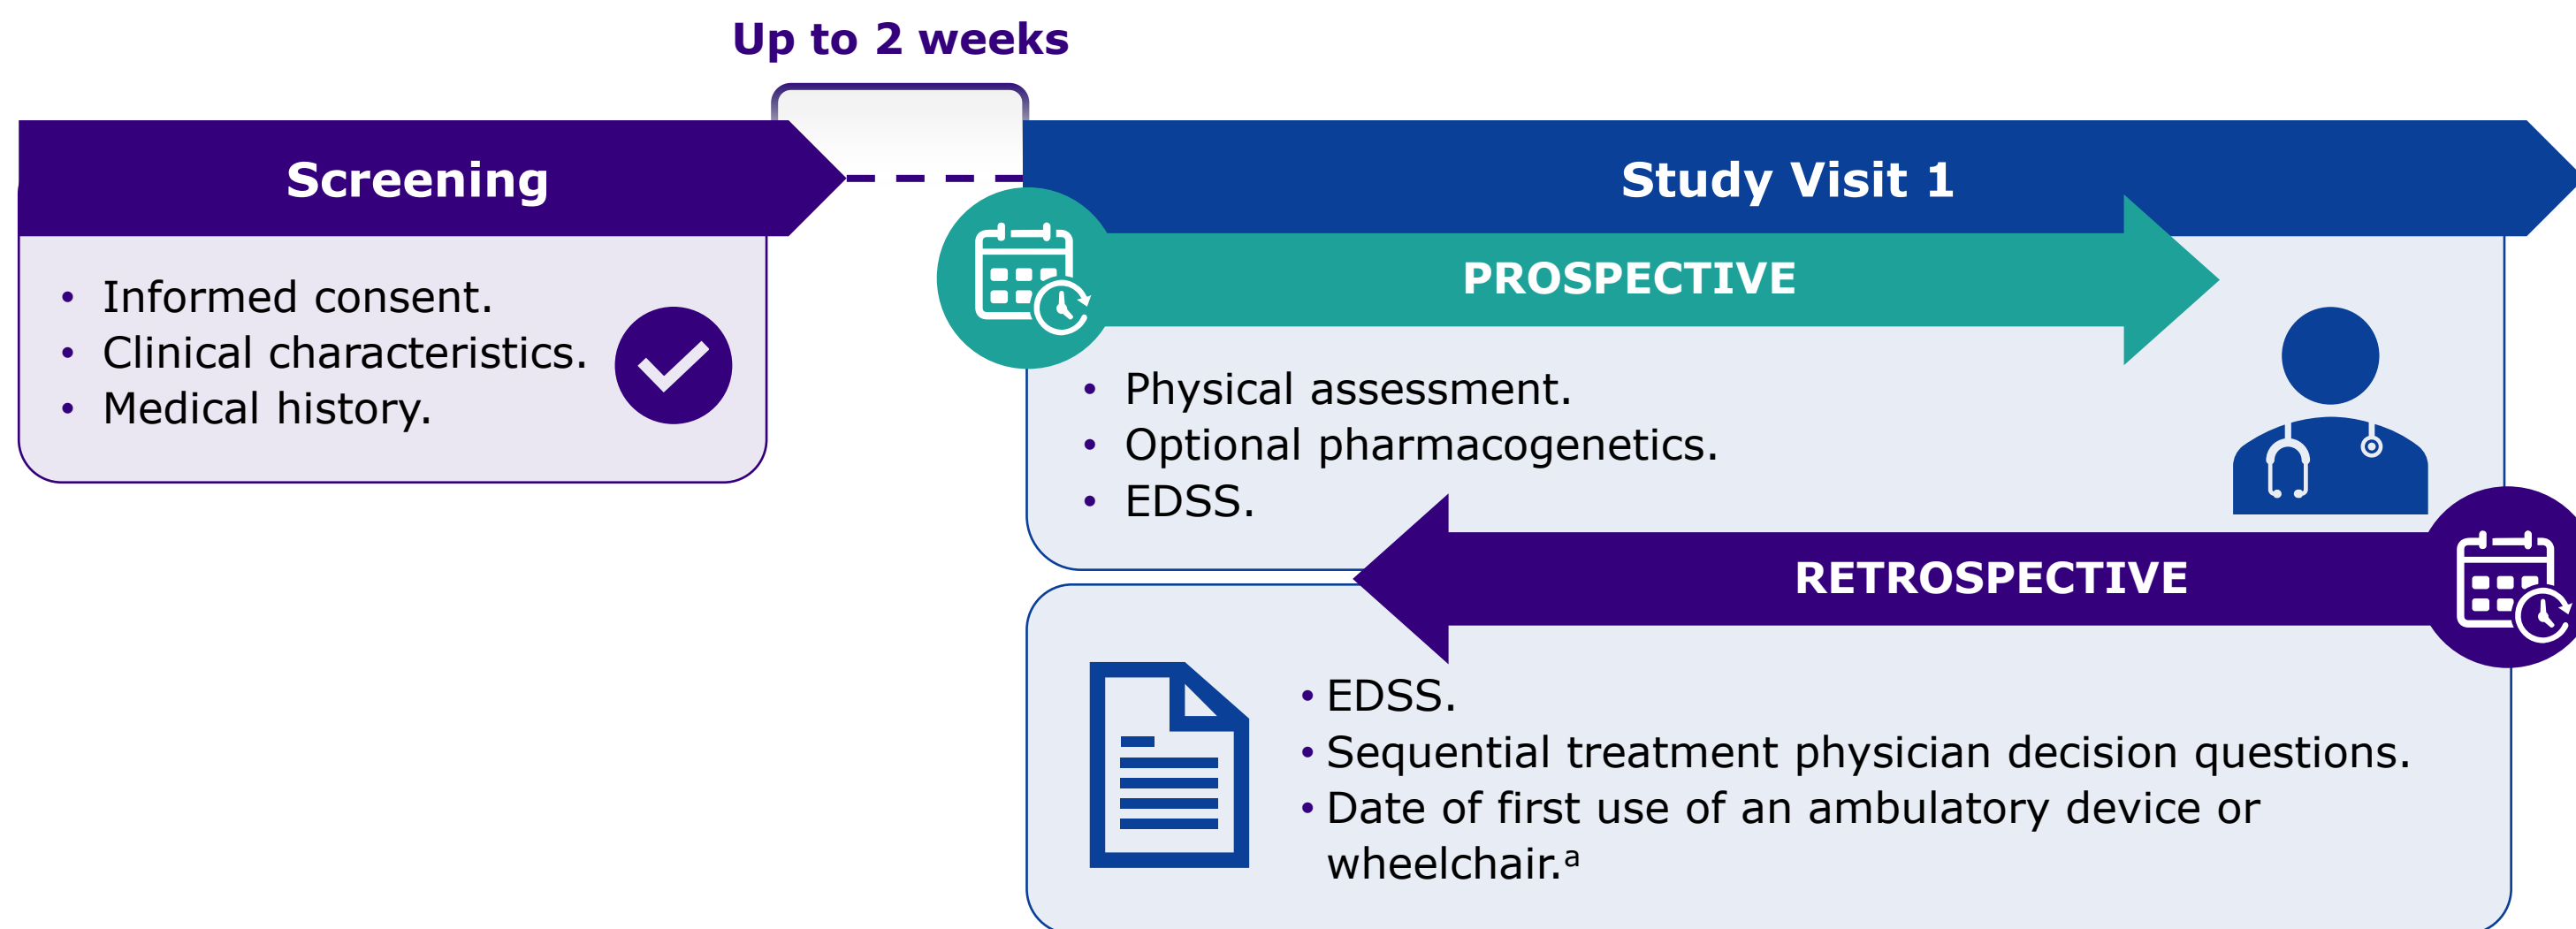 Up to 2 weeks
Screening
• Informed consent.
• Clinical characteristics.
• Medical history.
Study Visit 1
PROSPECTIVE
• Physical assessment.
• Optional pharmacogenetics.
• EDSS.
RETROSPECTIVE
• EDSS.
• Sequential treatment physician decision questions.
• Date of first use of an ambulatory device or
wheelchair.ᵃ